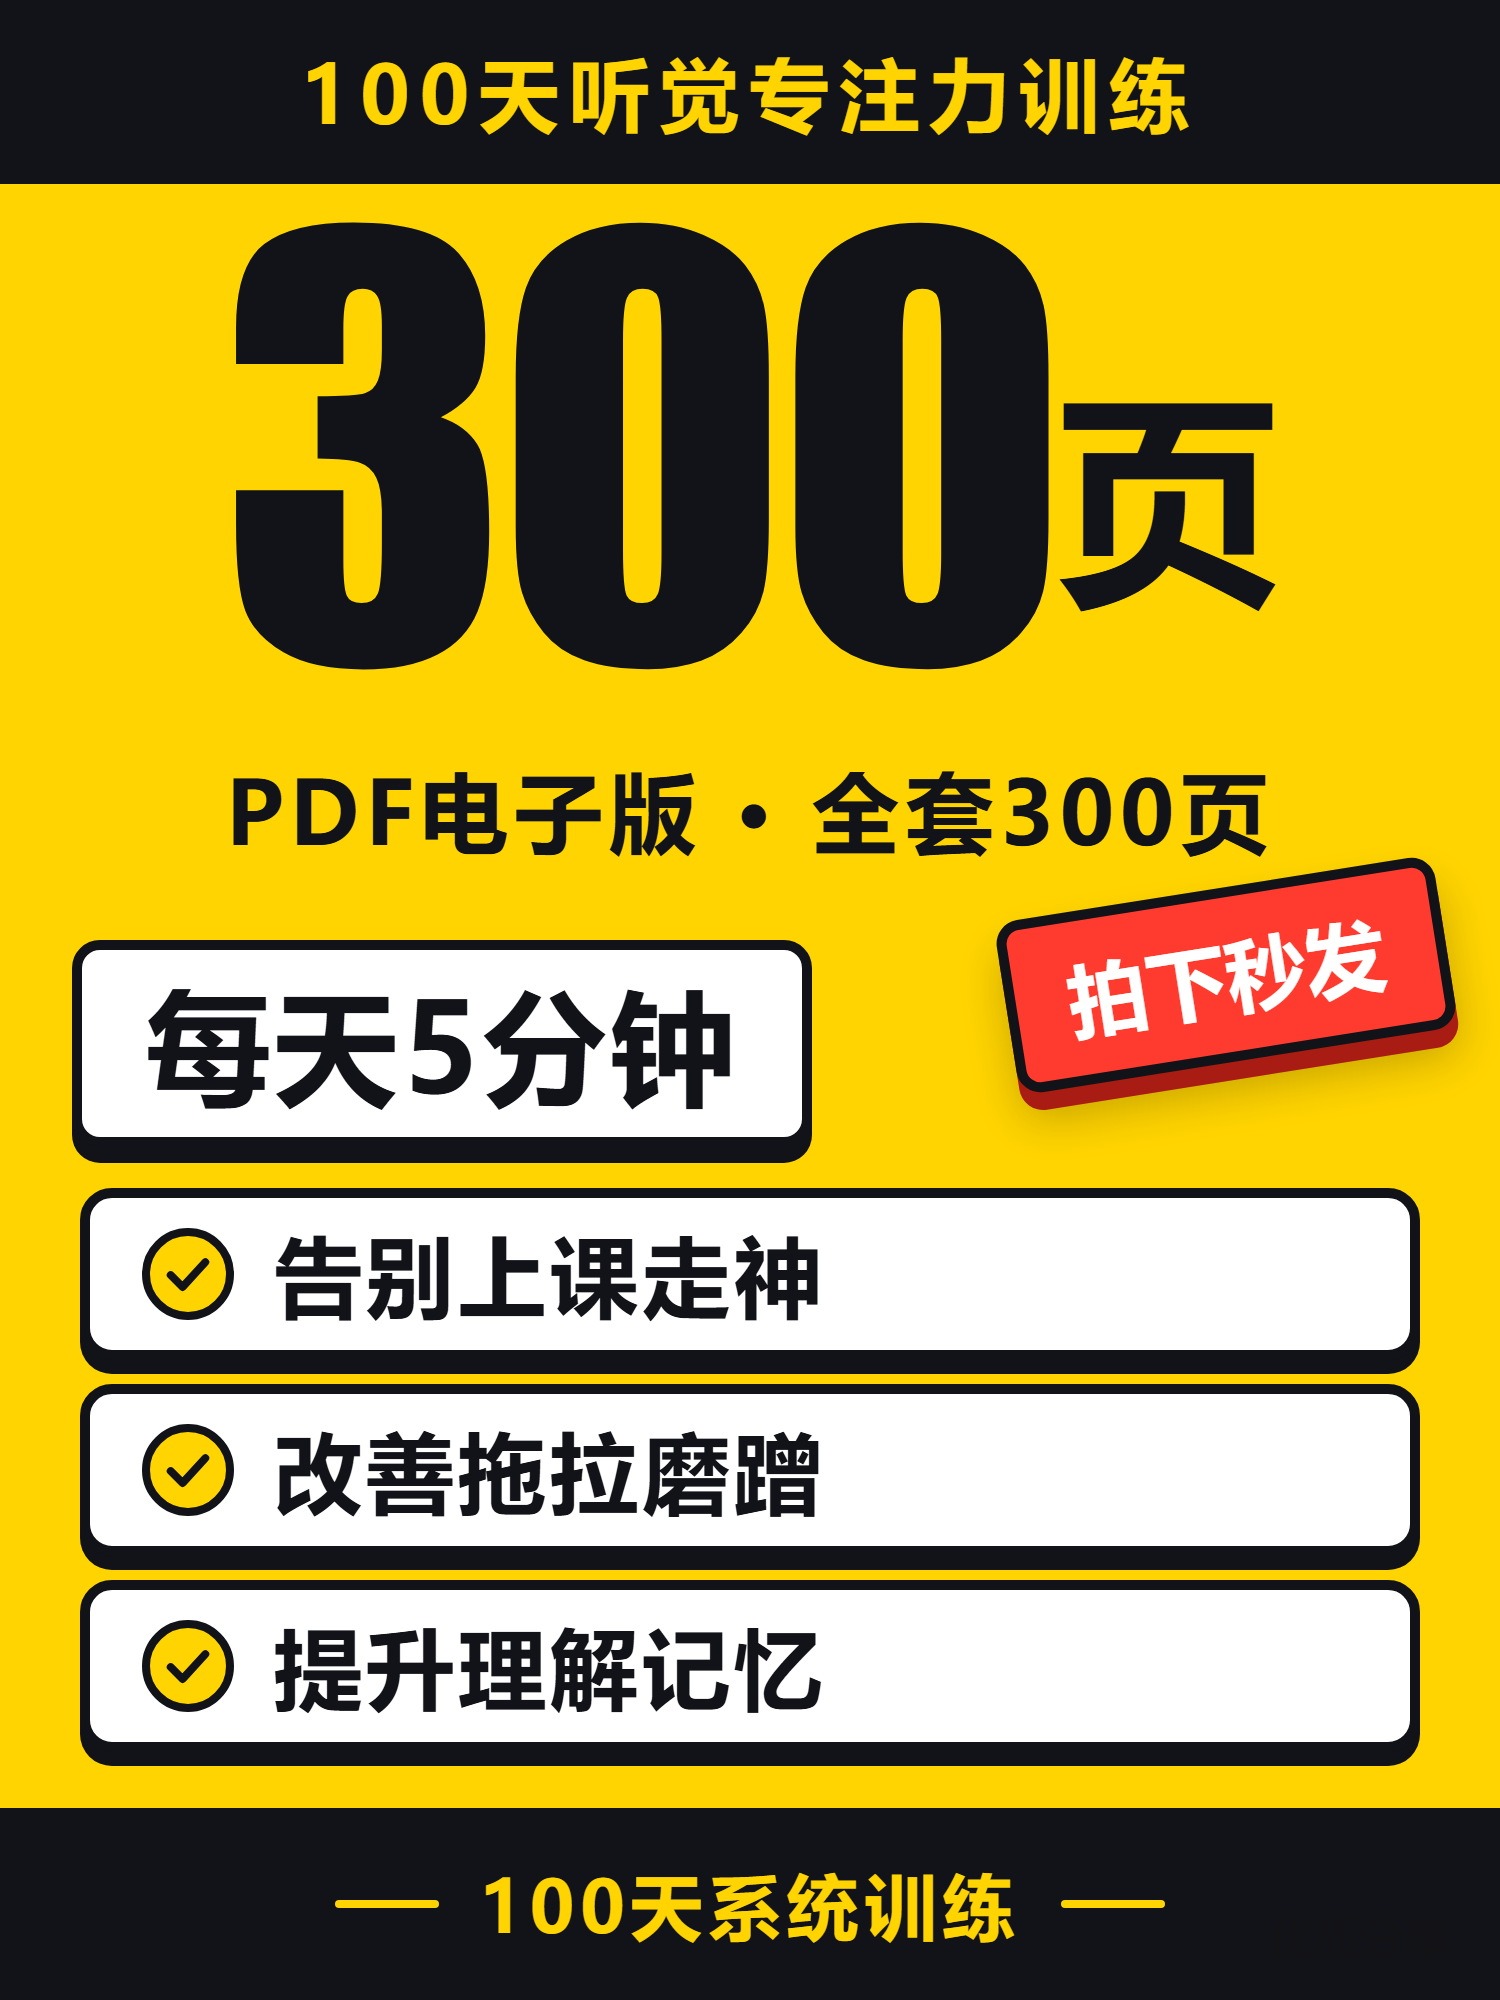 100天听觉专注力训练
300页
PDF电子版 · 全套300页
拍下秒发
每天5分钟
告别上课走神
改善拖拉磨蹭
提升理解记忆
100天系统训练